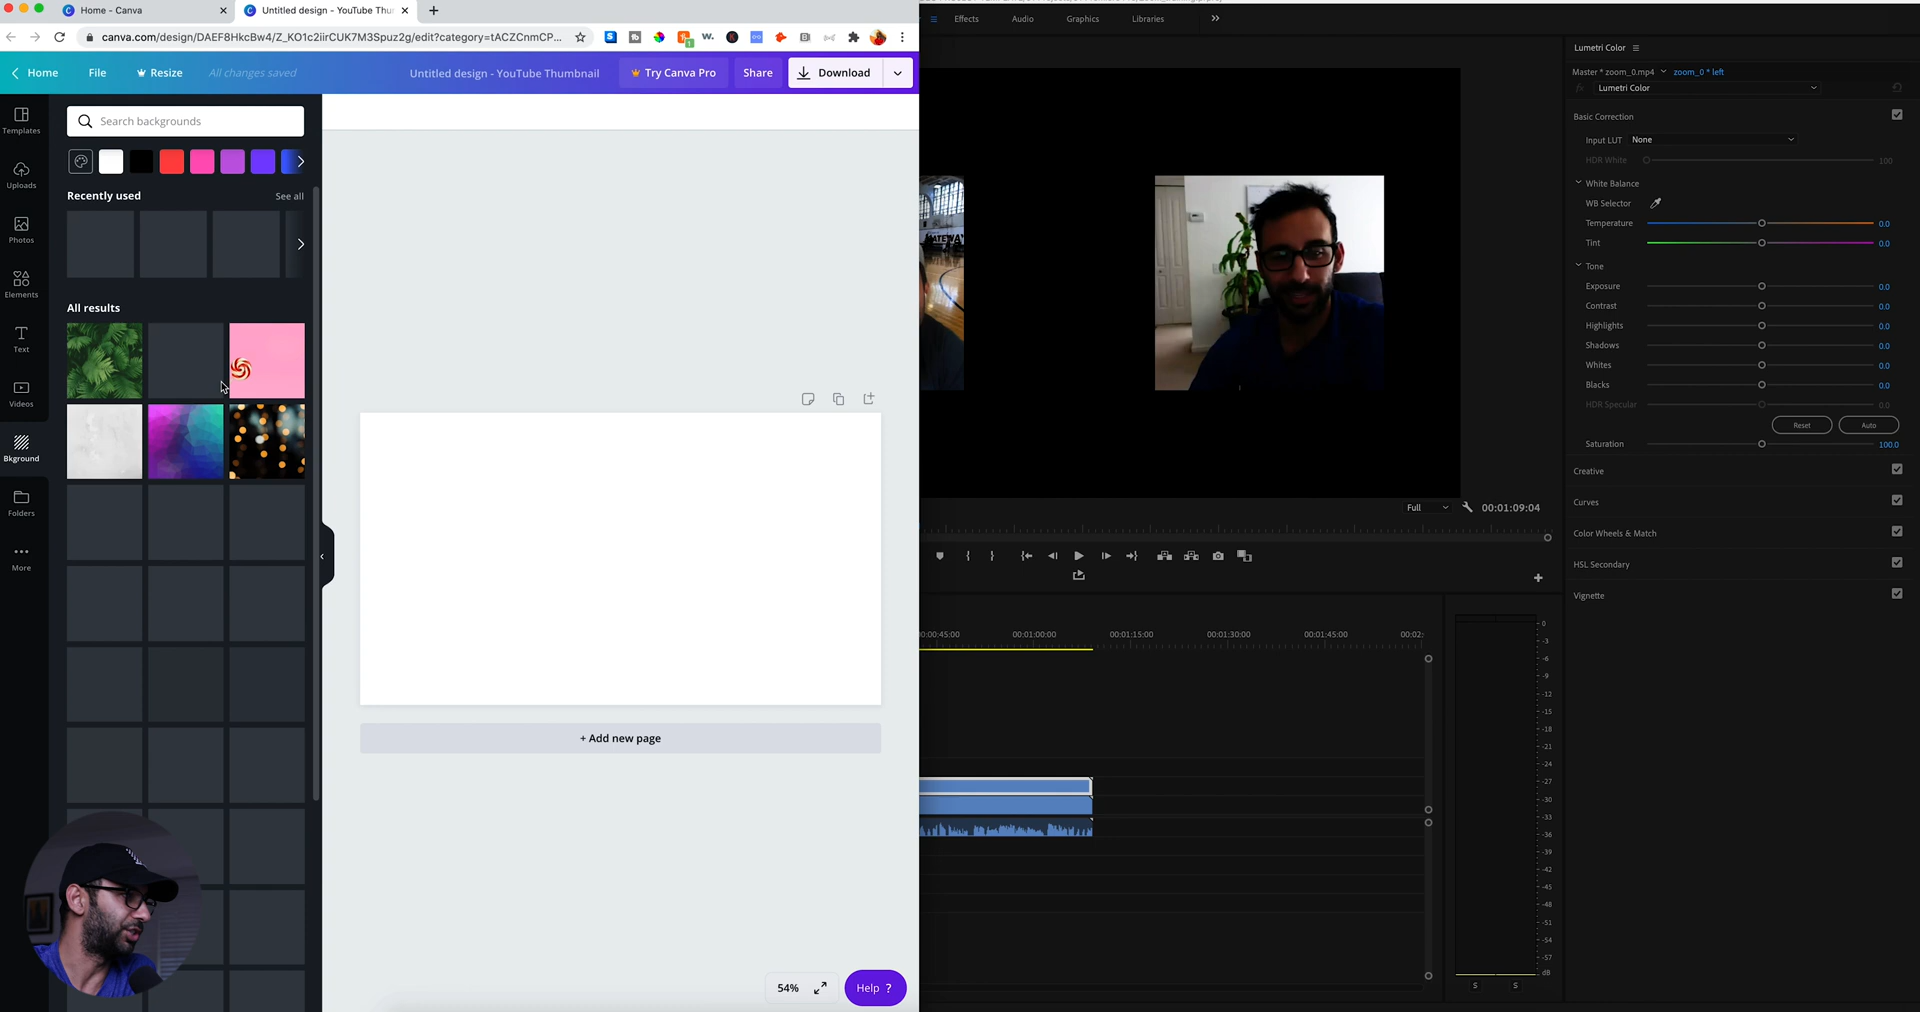 Home - Canva
Untitled design - YouTube Thu
canva.com/design/DAEF8HkcBw4/Z_KO1c2iirCUK7M3Spuz2g/edit?category=tACZCnmCP...
Home
File
Resize
All changes saved
Untitled design - YouTube Thumbnail
Try Canva Pro
Share
Download
Templates
Uploads
Photos
Elements
Text
Videos
Bkground
Folders
More
Search backgrounds
Recently used
See all
All results
+ Add new page
54%
Help ?
Effects
Audio
Graphics
Libraries
Full
00:01:09:04
00:00:45:00
00:01:00:00
00:01:15:00
00:01:30:00
00:01:45:00
00:02:
0
-3
-6
-9
-12
-15
-18
-21
-24
-27
-30
-33
-36
-39
-42
-45
-48
-51
-54
-57
dB
S
S
Lumetri Color
Master * zoom_0.mp4
zoom_0 * left
fx
Lumetri Color
Basic Correction
Input LUT
None
HDR White
100
White Balance
WB Selector
Temperature
0.0
Tint
0.0
Tone
Exposure
0.0
Contrast
0.0
Highlights
0.0
Shadows
0.0
Whites
0.0
Blacks
0.0
HDR Specular
0.0
Reset
Auto
Saturation
100.0
Creative
Curves
Color Wheels & Match
HSL Secondary
Vignette